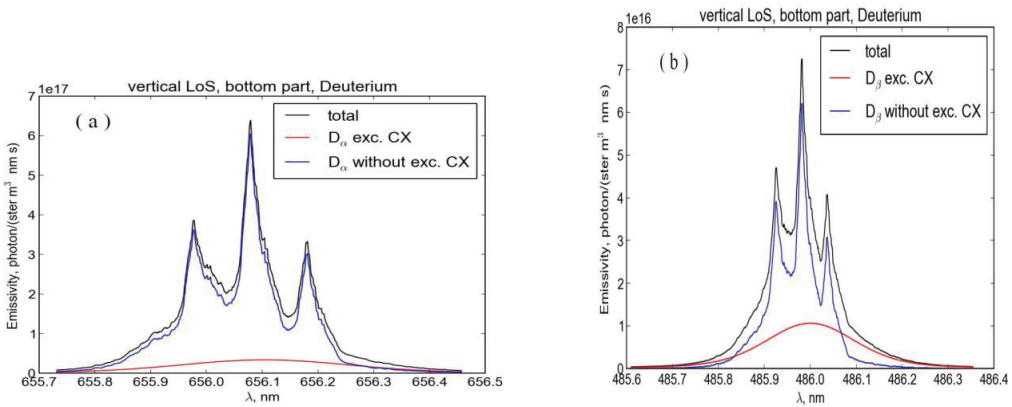 vertical LoS, bottom part, Deuterium
7 1e17
( a )
total
Dα exc. CX
Dα without exc. CX
Emissivity, photon/(ster m³ nm s)
6
5
4
3
2
1
0
655.7 655.8 655.9 656.0 656.1 656.2 656.3 656.4 656.5
λ, nm
vertical LoS, bottom part, Deuterium
8 1e16
( b )
total
Dβ exc. CX
Dβ without exc. CX
Emissivity, photon/(ster m³ nm s)
7
6
5
4
3
2
1
0
485.6 485.7 485.8 485.9 486.0 486.1 486.2 486.3 486.4
λ, nm